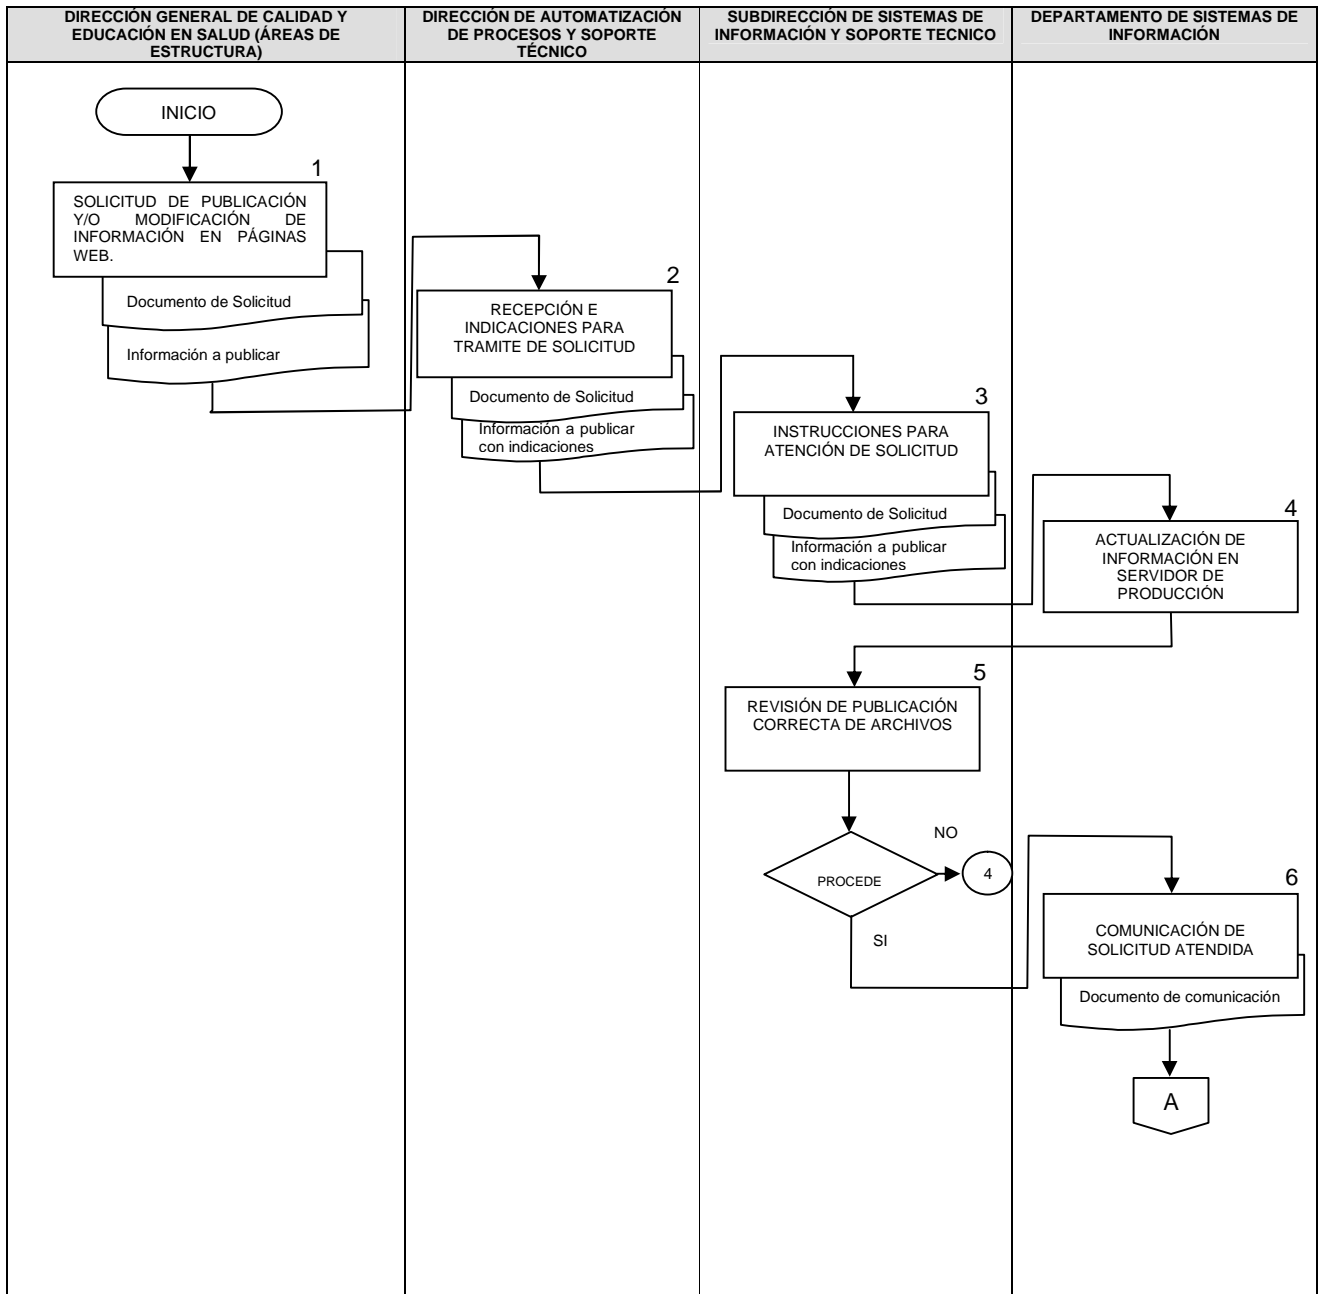 DIRECCIÓN GENERAL DE CALIDAD Y
EDUCACIÓN EN SALUD (ÁREAS DE
ESTRUCTURA)
DIRECCIÓN DE AUTOMATIZACIÓN
DE PROCESOS Y SOPORTE
TÉCNICO
SUBDIRECCIÓN DE SISTEMAS DE
INFORMACIÓN Y SOPORTE TECNICO
DEPARTAMENTO DE SISTEMAS DE
INFORMACIÓN
INICIO
1
SOLICITUD DE PUBLICACIÓN
Y/O MODIFICACIÓN DE
INFORMACIÓN EN PÁGINAS
WEB.
Documento de Solicitud
Información a publicar
2
RECEPCIÓN E
INDICACIONES PARA
TRAMITE DE SOLICITUD
Documento de Solicitud
Información a publicar
con indicaciones
3
INSTRUCCIONES PARA
ATENCIÓN DE SOLICITUD
Documento de Solicitud
Información a publicar
con indicaciones
4
ACTUALIZACIÓN DE
INFORMACIÓN EN
SERVIDOR DE
PRODUCCIÓN
5
REVISIÓN DE PUBLICACIÓN
CORRECTA DE ARCHIVOS
PROCEDE
NO
4
SI
6
COMUNICACIÓN DE
SOLICITUD ATENDIDA
Documento de comunicación
A